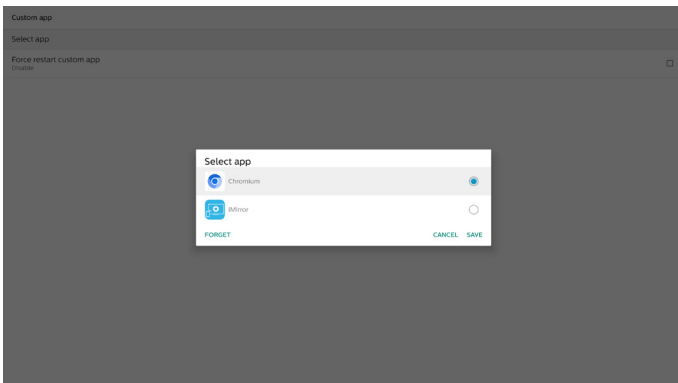 Custom app
Select app
Force restart custom app
Disable
Select app
Chromium
iMirror
FORGET
CANCEL SAVE